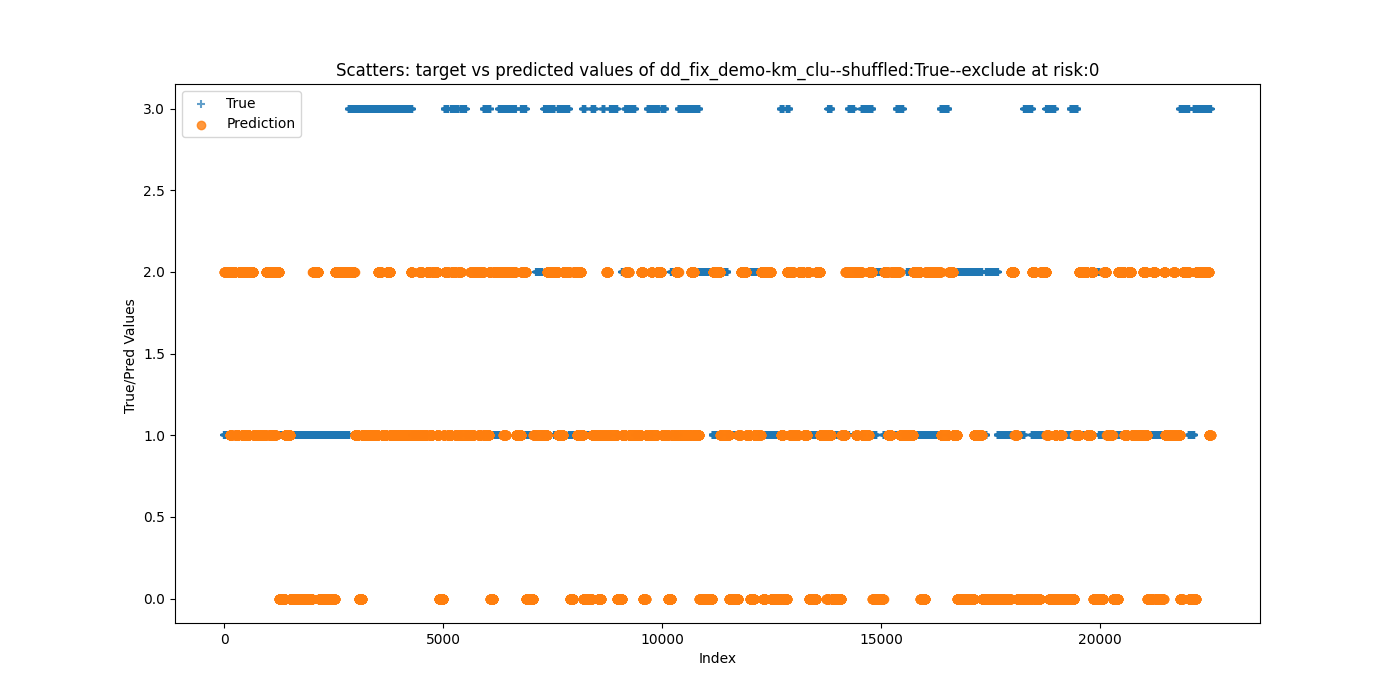 Scatters: target vs predicted values of dd_fix_demo-km_clu--shuffled:True--exclude at risk:0
True
Prediction
3.0
2.5
2.0
1.5
1.0
0.5
0.0
True/Pred Values
0 5000 10000 15000 20000
Index